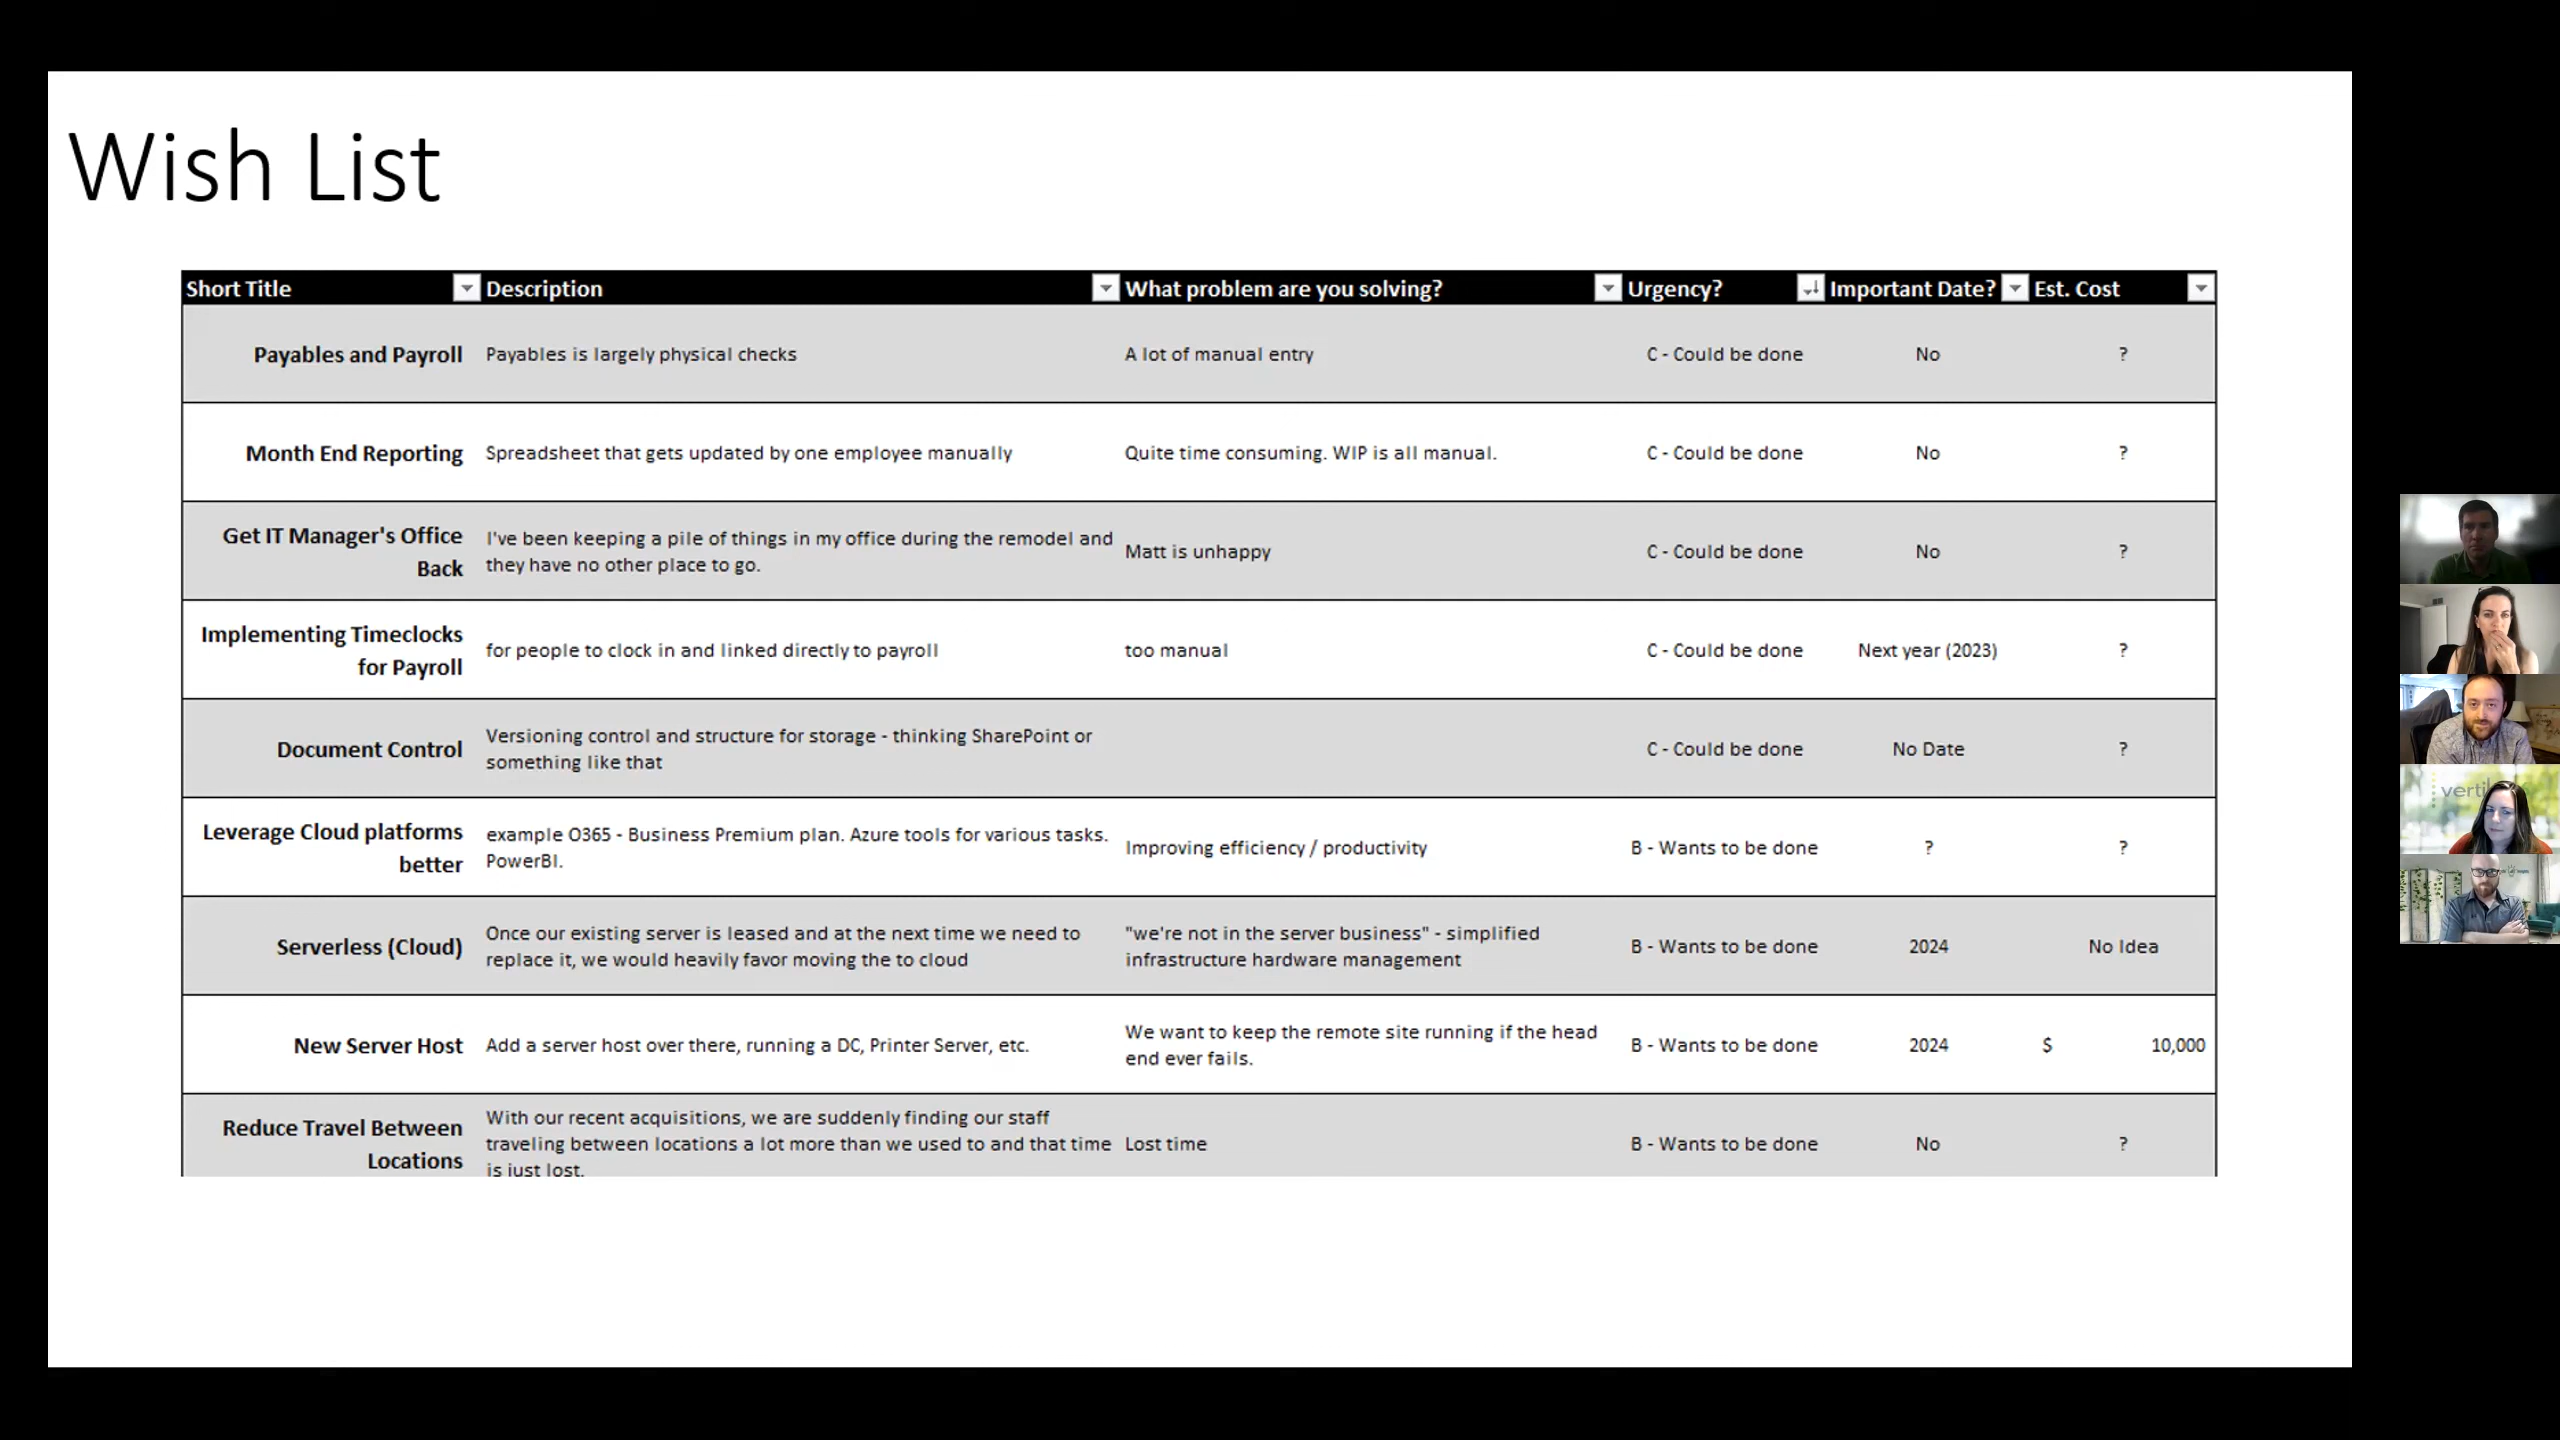 Wish List
Short Title Description What problem are you solving? Urgency? Important Date? Est. Cost
Payables and Payroll Payables is largely physical checks A lot of manual entry C - Could be done No ?
Month End Reporting Spreadsheet that gets updated by one employee manually Quite time consuming. WIP is all manual. C - Could be done No ?
Get IT Manager's Office
Back
I've been keeping a pile of things in my office during the remodel and
they have no other place to go.
Matt is unhappy C - Could be done No ?
Implementing Timeclocks
for Payroll
for people to clock in and linked directly to payroll too manual C - Could be done Next year (2023) ?
Document Control
Versioning control and structure for storage - thinking SharePoint or
something like that
C - Could be done No Date ?
Leverage Cloud platforms
better
example O365 - Business Premium plan. Azure tools for various tasks.
PowerBI.
Improving efficiency / productivity B - Wants to be done ? ?
Serverless (Cloud)
Once our existing server is leased and at the next time we need to
replace it, we would heavily favor moving the to cloud
"we're not in the server business" - simplified
infrastructure hardware management
B - Wants to be done 2024 No Idea
New Server Host Add a server host over there, running a DC, Printer Server, etc.
We want to keep the remote site running if the head
end ever fails.
B - Wants to be done 2024 $ 10,000
Reduce Travel Between
Locations
With our recent acquisitions, we are suddenly finding our staff
traveling between locations a lot more than we used to and that time
is just lost.
Lost time B - Wants to be done No ?